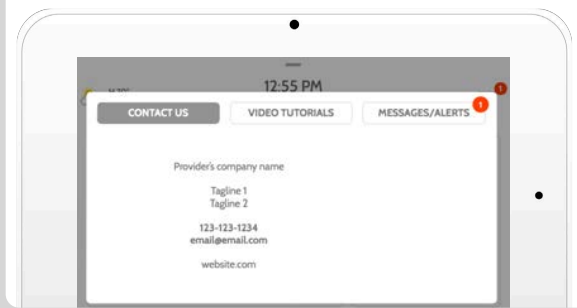 12:55 PM
1
CONTACT US
VIDEO TUTORIALS
MESSAGES/ALERTS
1
Provider's company name
Tagline 1
Tagline 2
123-123-1234
email@email.com
website.com